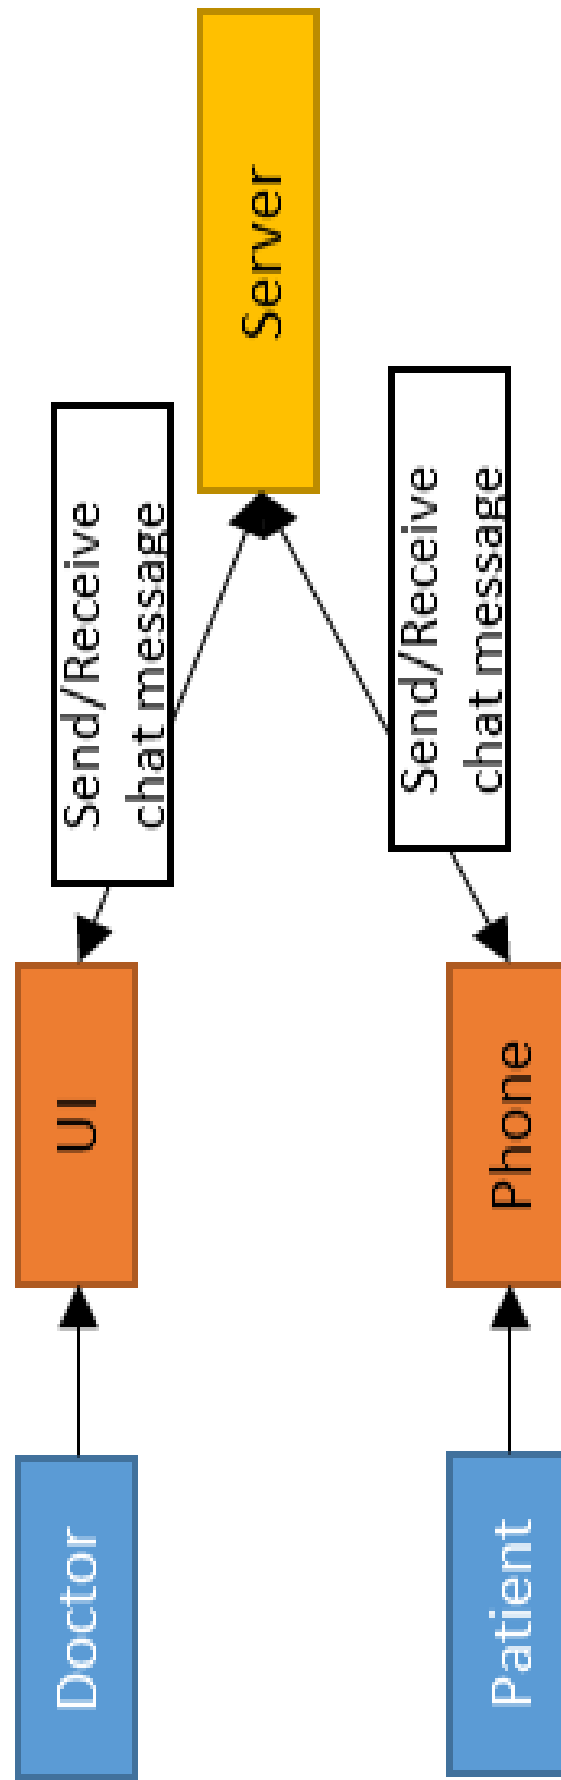 Doctor
UI
Send/Receive
chat message
Server
Patient
Phone
Send/Receive
chat message